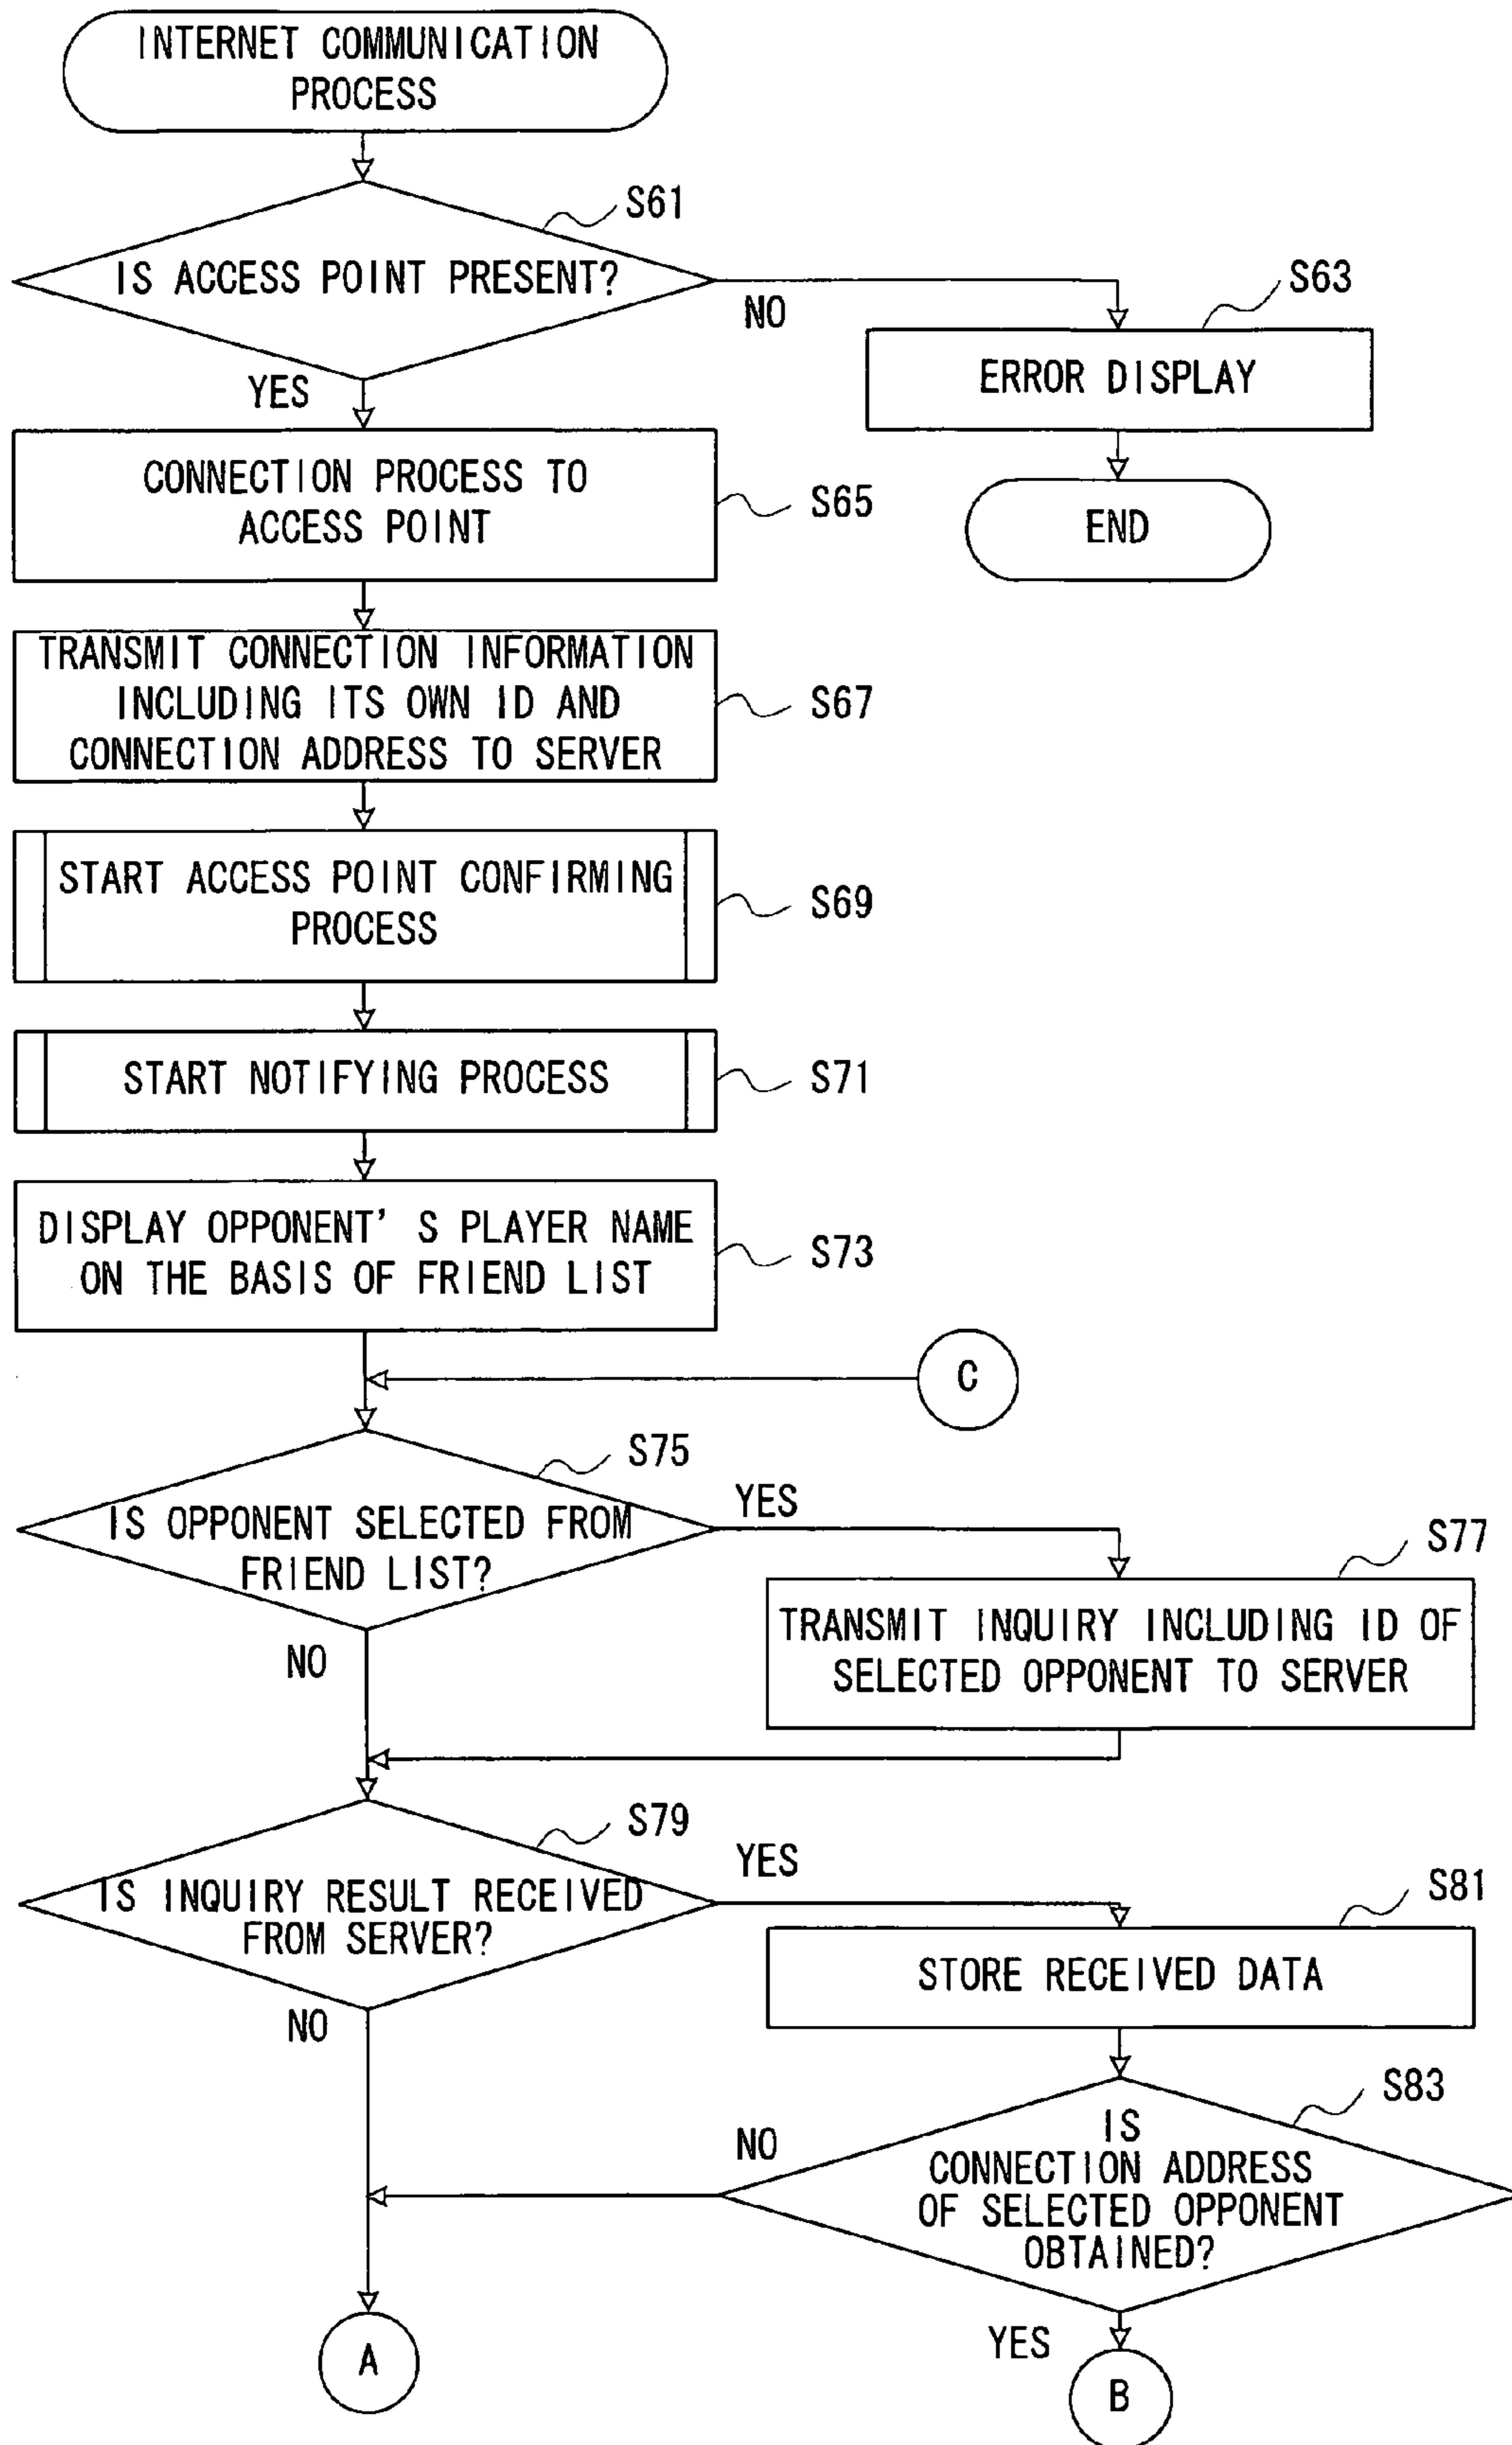 INTERNET COMMUNICATION
PROCESS
S61
IS ACCESS POINT PRESENT?
NO
S63
ERROR DISPLAY
END
YES
CONNECTION PROCESS TO
ACCESS POINT
S65
TRANSMIT CONNECTION INFORMATION
INCLUDING ITS OWN ID AND
CONNECTION ADDRESS TO SERVER
S67
START ACCESS POINT CONFIRMING
PROCESS
S69
START NOTIFYING PROCESS
S71
DISPLAY OPPONENT' S PLAYER NAME
ON THE BASIS OF FRIEND LIST
S73
C
S75
IS OPPONENT SELECTED FROM
FRIEND LIST?
YES
S77
TRANSMIT INQUIRY INCLUDING ID OF
SELECTED OPPONENT TO SERVER
NO
S79
IS INQUIRY RESULT RECEIVED
FROM SERVER?
YES
S81
STORE RECEIVED DATA
NO
S83
IS
CONNECTION ADDRESS
OF SELECTED OPPONENT
OBTAINED?
NO
YES
A
B